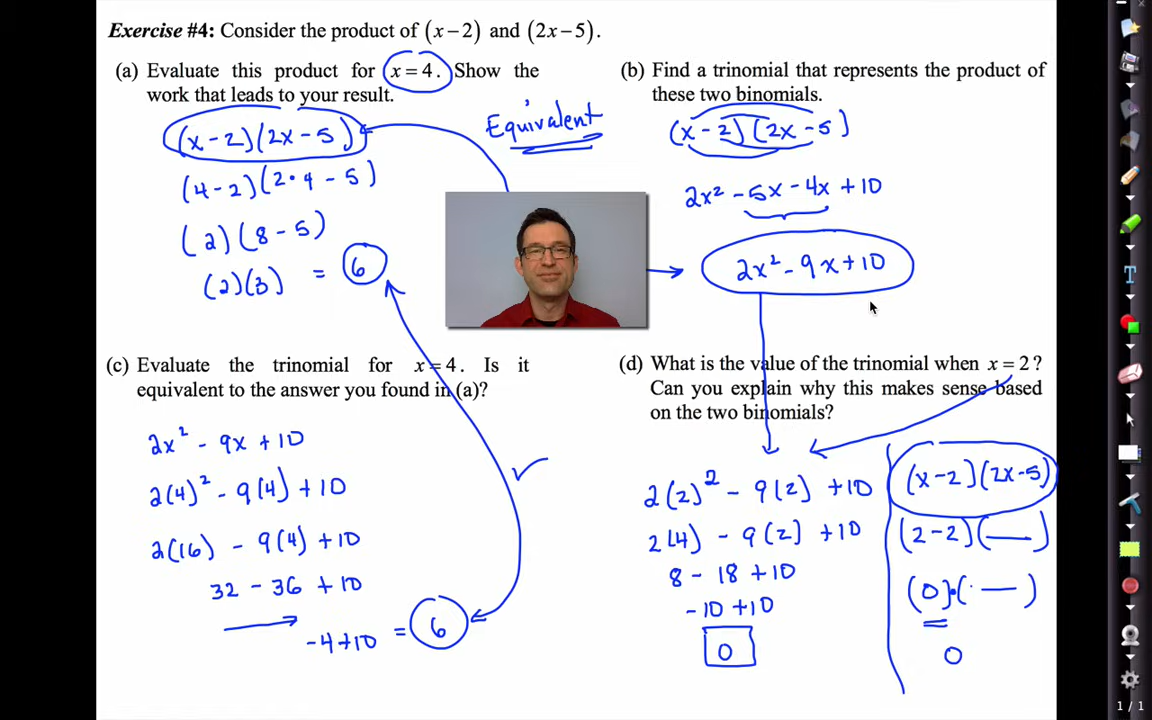 Exercise #4: Consider the product of (x−2) and (2x−5).
(a) Evaluate this product for x = 4. Show the
work that leads to your result.
(x-2)(2x-5)
(4-2)(2•4-5)
(2)(8-5)
(2)(3) = 6
Equivalent
(b) Find a trinomial that represents the product of
these two binomials.
(x-2)(2x-5)
2x² - 5x - 4x + 10
2x² - 9x + 10
(c) Evaluate the trinomial for x = 4. Is it
equivalent to the answer you found in (a)?
2x² - 9x + 10
2(4)² - 9(4) + 10
2(16) - 9(4) + 10
32 - 36 + 10
-4+10 = 6
(d) What is the value of the trinomial when x = 2?
Can you explain why this makes sense based
on the two binomials?
2(2)² - 9(2) + 10
2(4) - 9(2) + 10
8 - 18 + 10
-10 + 10
0
(x-2)(2x-5)
(2-2)(__)
(0)•(__)
0
T
1 / 1